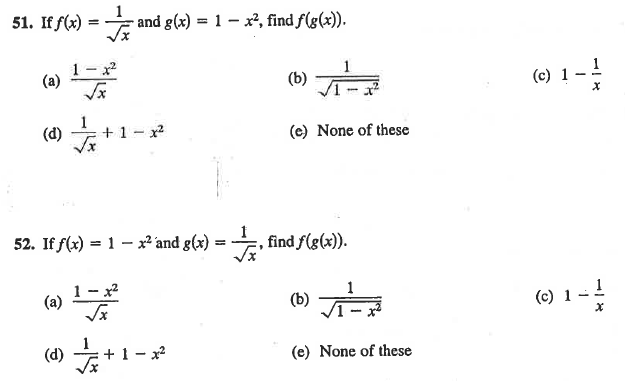 51. If f(x) = 1/√x and g(x) = 1 − x², find f(g(x)).
(a) (1 − x²)/√x (b) 1/√(1 − x²) (c) 1 − 1/x
(d) 1/√x + 1 − x² (e) None of these
52. If f(x) = 1 − x² and g(x) = 1/√x, find f(g(x)).
(a) (1 − x²)/√x (b) 1/√(1 − x²) (c) 1 − 1/x
(d) 1/√x + 1 − x² (e) None of these